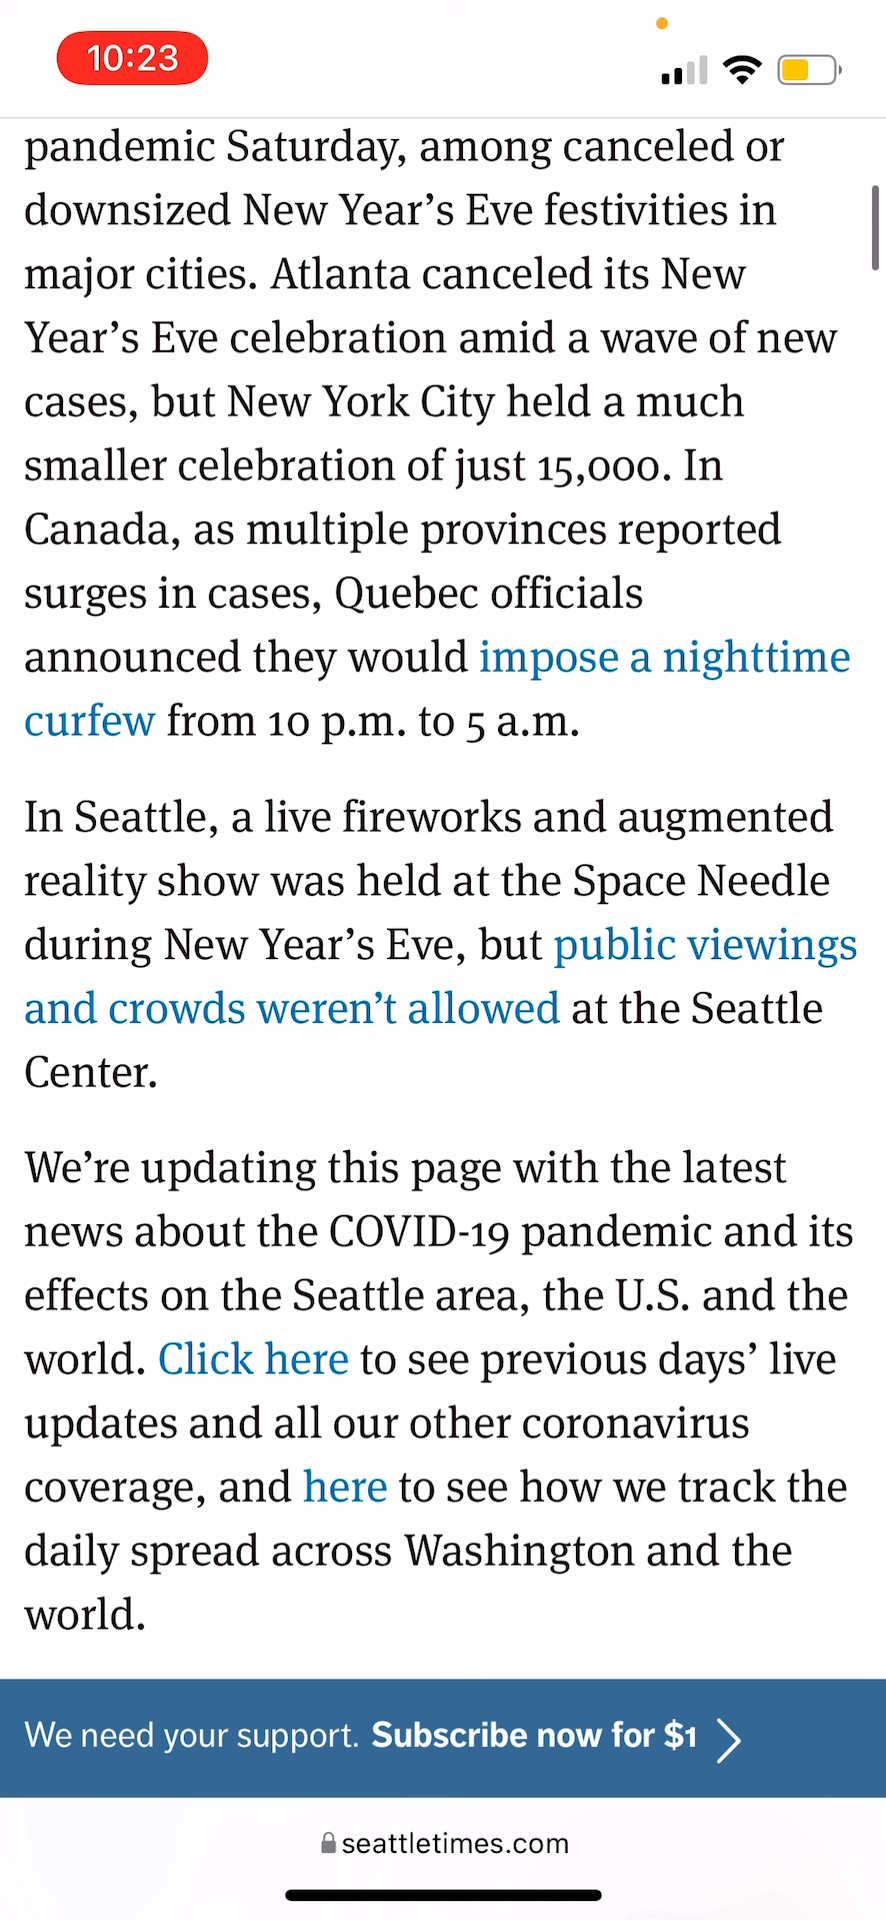 10:23
pandemic Saturday, among canceled or
downsized New Year’s Eve festivities in
major cities. Atlanta canceled its New
Year’s Eve celebration amid a wave of new
cases, but New York City held a much
smaller celebration of just 15,000. In
Canada, as multiple provinces reported
surges in cases, Quebec officials
announced they would impose a nighttime
curfew from 10 p.m. to 5 a.m.
In Seattle, a live fireworks and augmented
reality show was held at the Space Needle
during New Year’s Eve, but public viewings
and crowds weren’t allowed at the Seattle
Center.
We’re updating this page with the latest
news about the COVID-19 pandemic and its
effects on the Seattle area, the U.S. and the
world. Click here to see previous days’ live
updates and all our other coronavirus
coverage, and here to see how we track the
daily spread across Washington and the
world.
We need your support. Subscribe now for $1
seattletimes.com